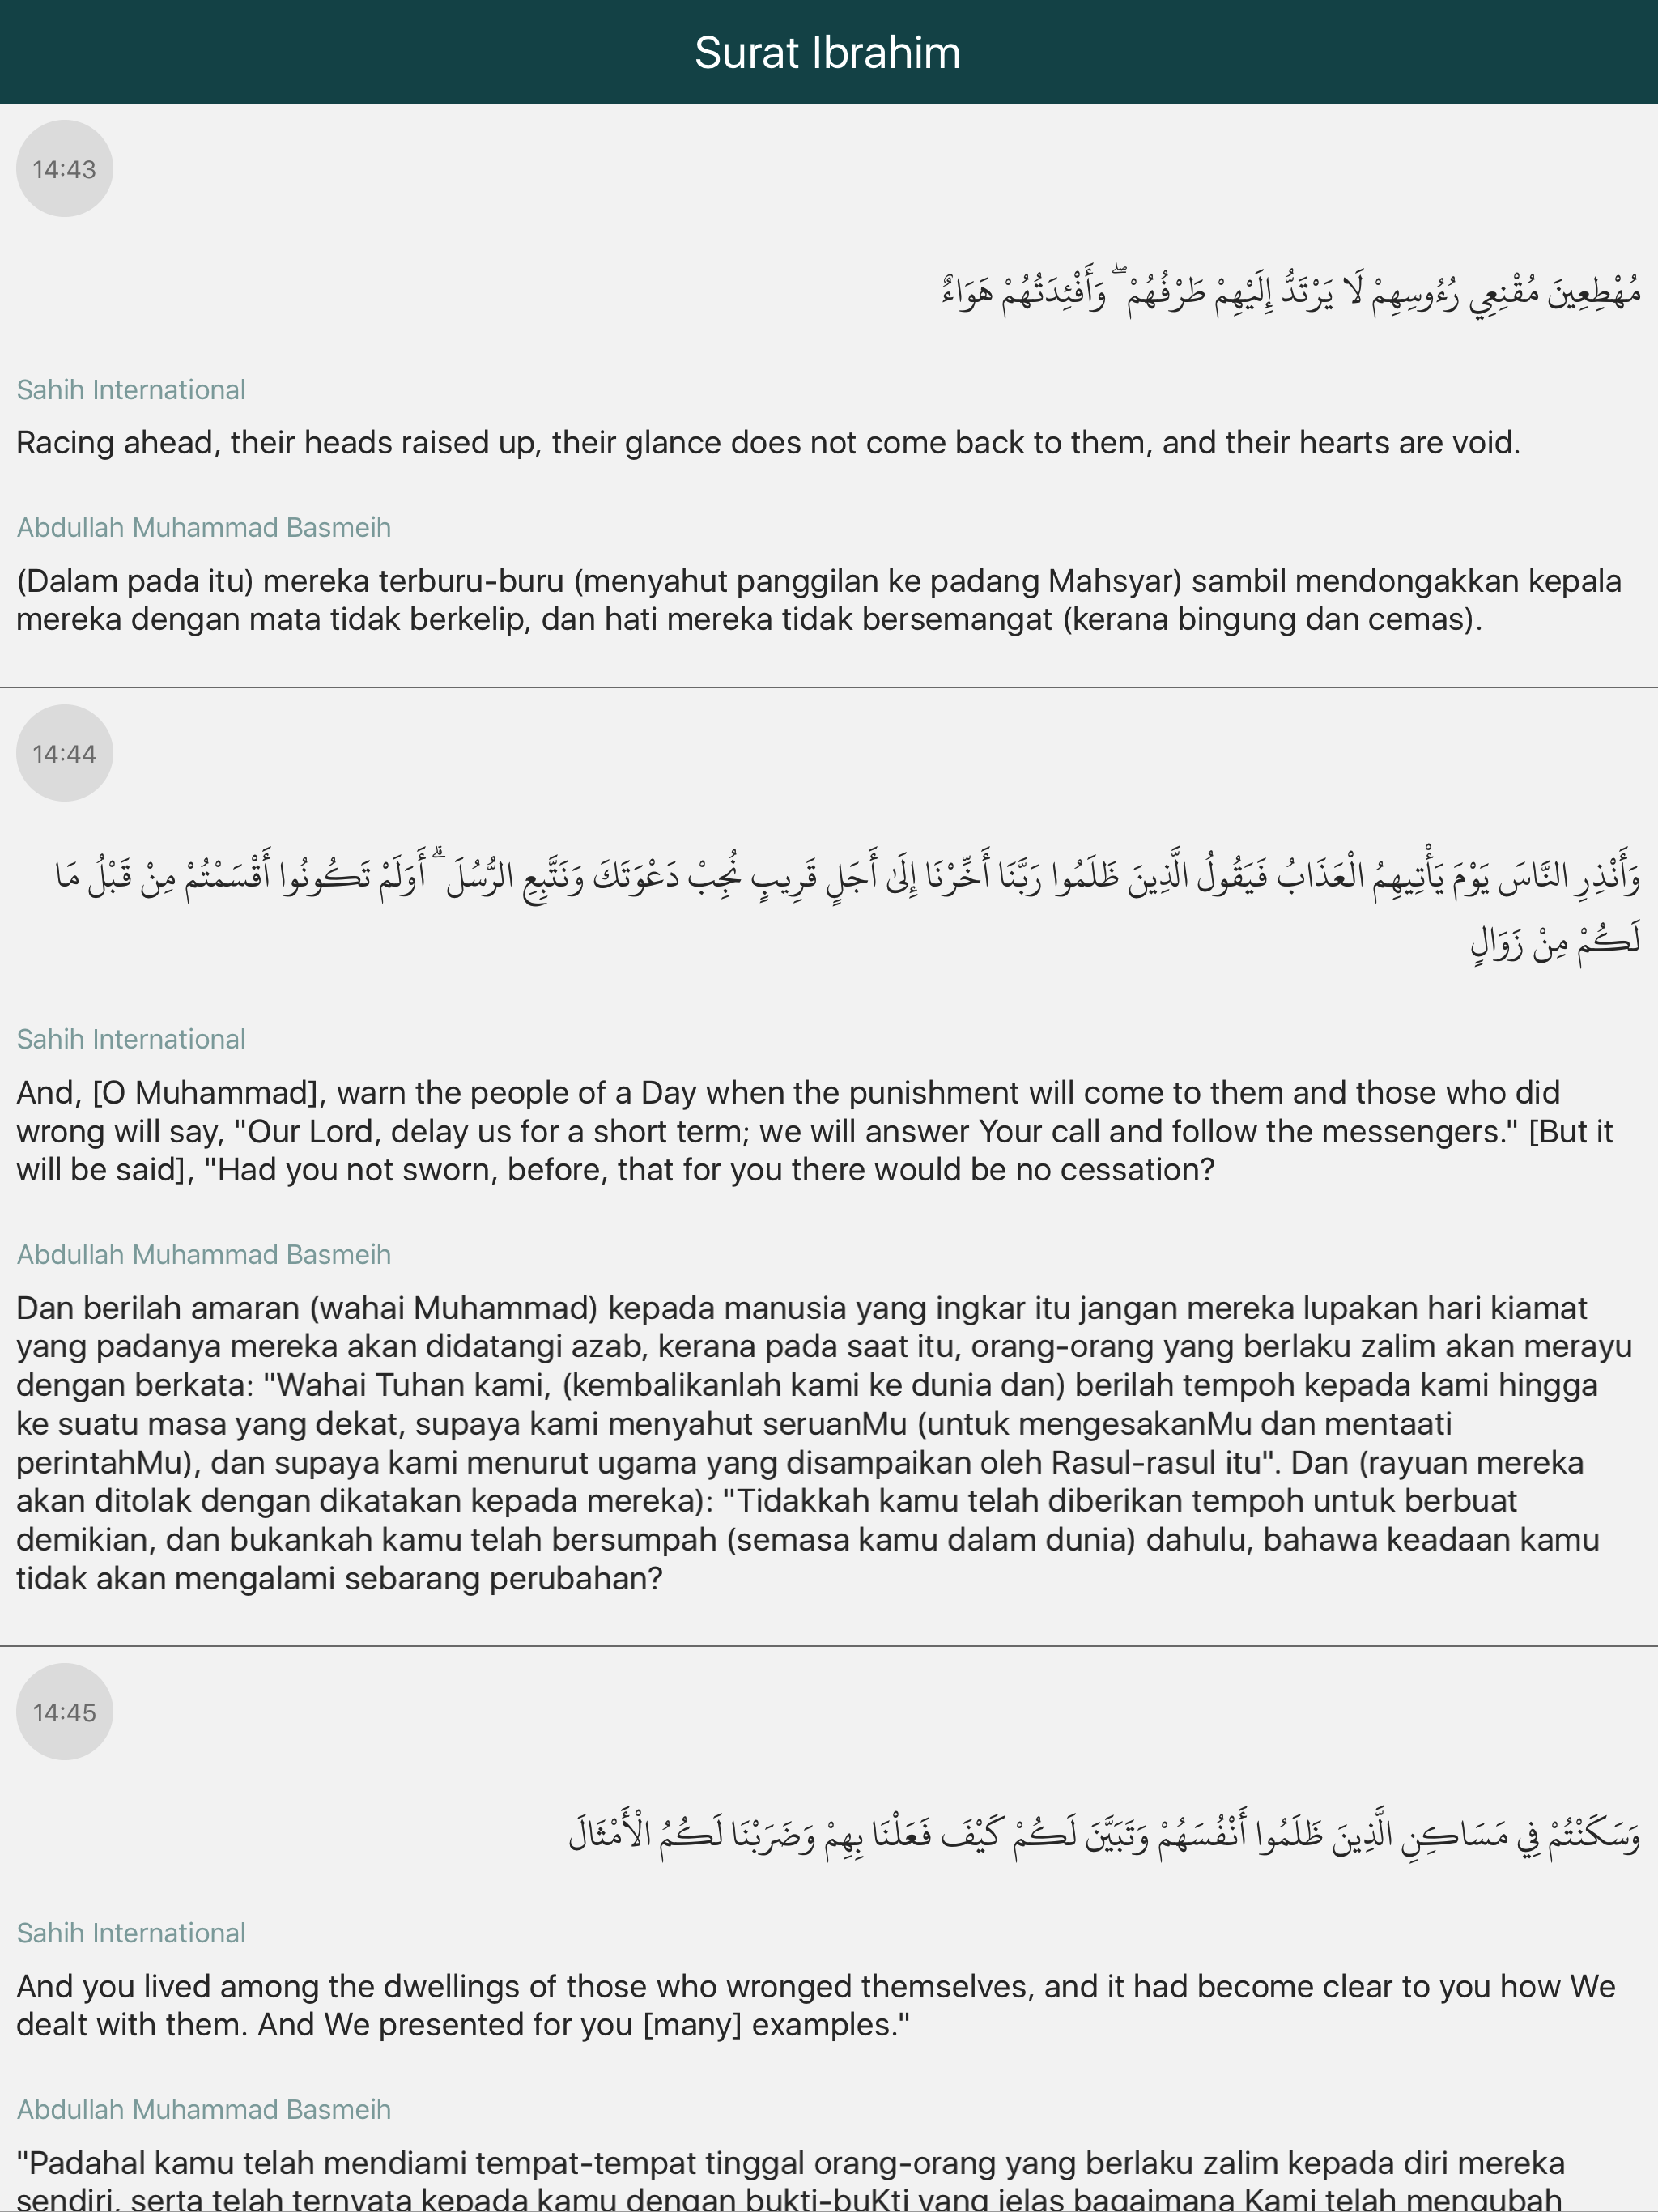 Surat Ibrahim
14:43
مُهْطِعِينَ مُقْنِعِي رُءُوسِهِمْ لَا يَرْتَدُّ إِلَيْهِمْ طَرْفُهُمْ ۖ وَأَفْئِدَتُهُمْ هَوَاءٌ
Sahih International
Racing ahead, their heads raised up, their glance does not come back to them, and their hearts are void.
Abdullah Muhammad Basmeih
(Dalam pada itu) mereka terburu-buru (menyahut panggilan ke padang Mahsyar) sambil mendongakkan kepala
mereka dengan mata tidak berkelip, dan hati mereka tidak bersemangat (kerana bingung dan cemas).
14:44
وَأَنْذِرِ النَّاسَ يَوْمَ يَأْتِيهِمُ الْعَذَابُ فَيَقُولُ الَّذِينَ ظَلَمُوا رَبَّنَا أَخِّرْنَا إِلَىٰ أَجَلٍ قَرِيبٍ نُجِبْ دَعْوَتَكَ وَنَتَّبِعِ الرُّسُلَ ۗ أَوَلَمْ تَكُونُوا أَقْسَمْتُمْ مِنْ قَبْلُ مَا
لَكُمْ مِنْ زَوَالٍ
Sahih International
And, [O Muhammad], warn the people of a Day when the punishment will come to them and those who did
wrong will say, "Our Lord, delay us for a short term; we will answer Your call and follow the messengers." [But it
will be said], "Had you not sworn, before, that for you there would be no cessation?
Abdullah Muhammad Basmeih
Dan berilah amaran (wahai Muhammad) kepada manusia yang ingkar itu jangan mereka lupakan hari kiamat
yang padanya mereka akan didatangi azab, kerana pada saat itu, orang-orang yang berlaku zalim akan merayu
dengan berkata: "Wahai Tuhan kami, (kembalikanlah kami ke dunia dan) berilah tempoh kepada kami hingga
ke suatu masa yang dekat, supaya kami menyahut seruanMu (untuk mengesakanMu dan mentaati
perintahMu), dan supaya kami menurut ugama yang disampaikan oleh Rasul-rasul itu". Dan (rayuan mereka
akan ditolak dengan dikatakan kepada mereka): "Tidakkah kamu telah diberikan tempoh untuk berbuat
demikian, dan bukankah kamu telah bersumpah (semasa kamu dalam dunia) dahulu, bahawa keadaan kamu
tidak akan mengalami sebarang perubahan?
14:45
وَسَكَنْتُمْ فِي مَسَاكِنِ الَّذِينَ ظَلَمُوا أَنْفُسَهُمْ وَتَبَيَّنَ لَكُمْ كَيْفَ فَعَلْنَا بِهِمْ وَضَرَبْنَا لَكُمُ الْأَمْثَالَ
Sahih International
And you lived among the dwellings of those who wronged themselves, and it had become clear to you how We
dealt with them. And We presented for you [many] examples."
Abdullah Muhammad Basmeih
"Padahal kamu telah mendiami tempat-tempat tinggal orang-orang yang berlaku zalim kepada diri mereka
sendiri, serta telah ternyata kepada kamu dengan bukti-buKti yang jelas bagaimana Kami telah mengubah